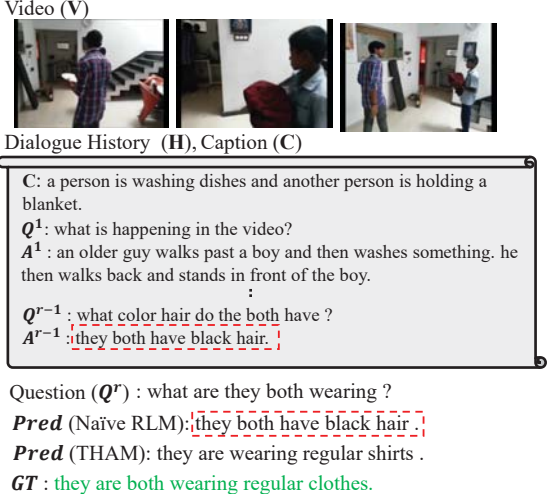 Video (V)
Dialogue History (H), Caption (C)
C: a person is washing dishes and another person is holding a
blanket.
Q¹: what is happening in the video?
A¹ : an older guy walks past a boy and then washes something. he
then walks back and stands in front of the boy.
:
Qʳ⁻¹ : what color hair do the both have ?
Aʳ⁻¹ : they both have black hair.
Question (Qʳ) : what are they both wearing ?
Pred (Naïve RLM): they both have black hair .
Pred (THAM): they are wearing regular shirts .
GT : they are both wearing regular clothes.